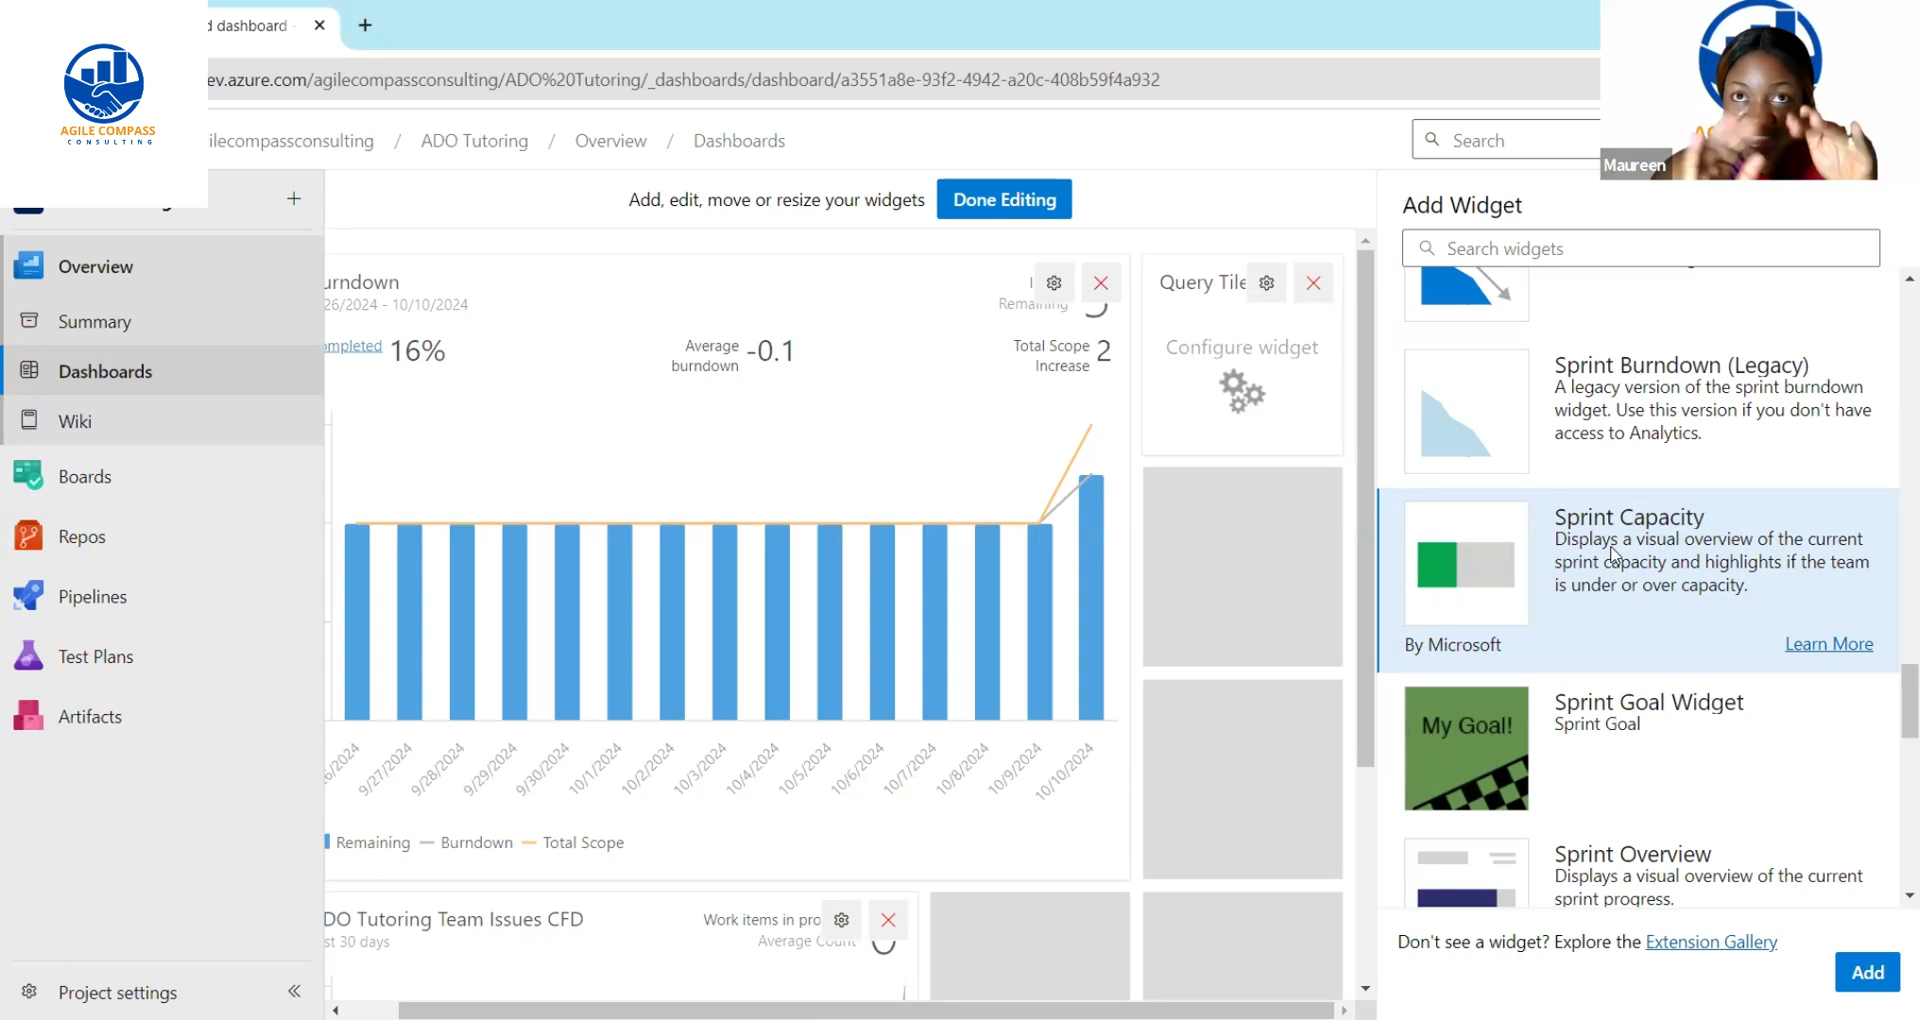 d dashboard -
AGILE COMPASS
CONSULTING
ev.azure.com/agilecompassconsulting/ADO%20Tutoring/_dashboards/dashboard/a3551a8e-93f2-4942-a20c-408b59f4a932
ilecompassconsulting / ADO Tutoring / Overview / Dashboards
Search
Maureen
Add, edit, move or resize your widgets
Done Editing
Add Widget
Search widgets
Overview
Summary
Dashboards
Wiki
Boards
Repos
Pipelines
Test Plans
Artifacts
Project settings
urndown
26/2024 - 10/10/2024
Remaining
ompleted 16%
Average
burndown -0.1
Total Scope
Increase 2
6/2024
9/27/2024
9/28/2024
9/29/2024
9/30/2024
10/1/2024
10/2/2024
10/3/2024
10/4/2024
10/5/2024
10/6/2024
10/7/2024
10/8/2024
10/9/2024
10/10/2024
Remaining
Burndown
Total Scope
Query Tile
Configure widget
DO Tutoring Team Issues CFD
st 30 days
Work items in pro
Average Count
Sprint Burndown (Legacy)
A legacy version of the sprint burndown
widget. Use this version if you don't have
access to Analytics.
Sprint Capacity
Displays a visual overview of the current
sprint capacity and highlights if the team
is under or over capacity.
By Microsoft
Learn More
My Goal!
Sprint Goal Widget
Sprint Goal
Sprint Overview
Displays a visual overview of the current
sprint progress.
Don't see a widget? Explore the Extension Gallery
Add